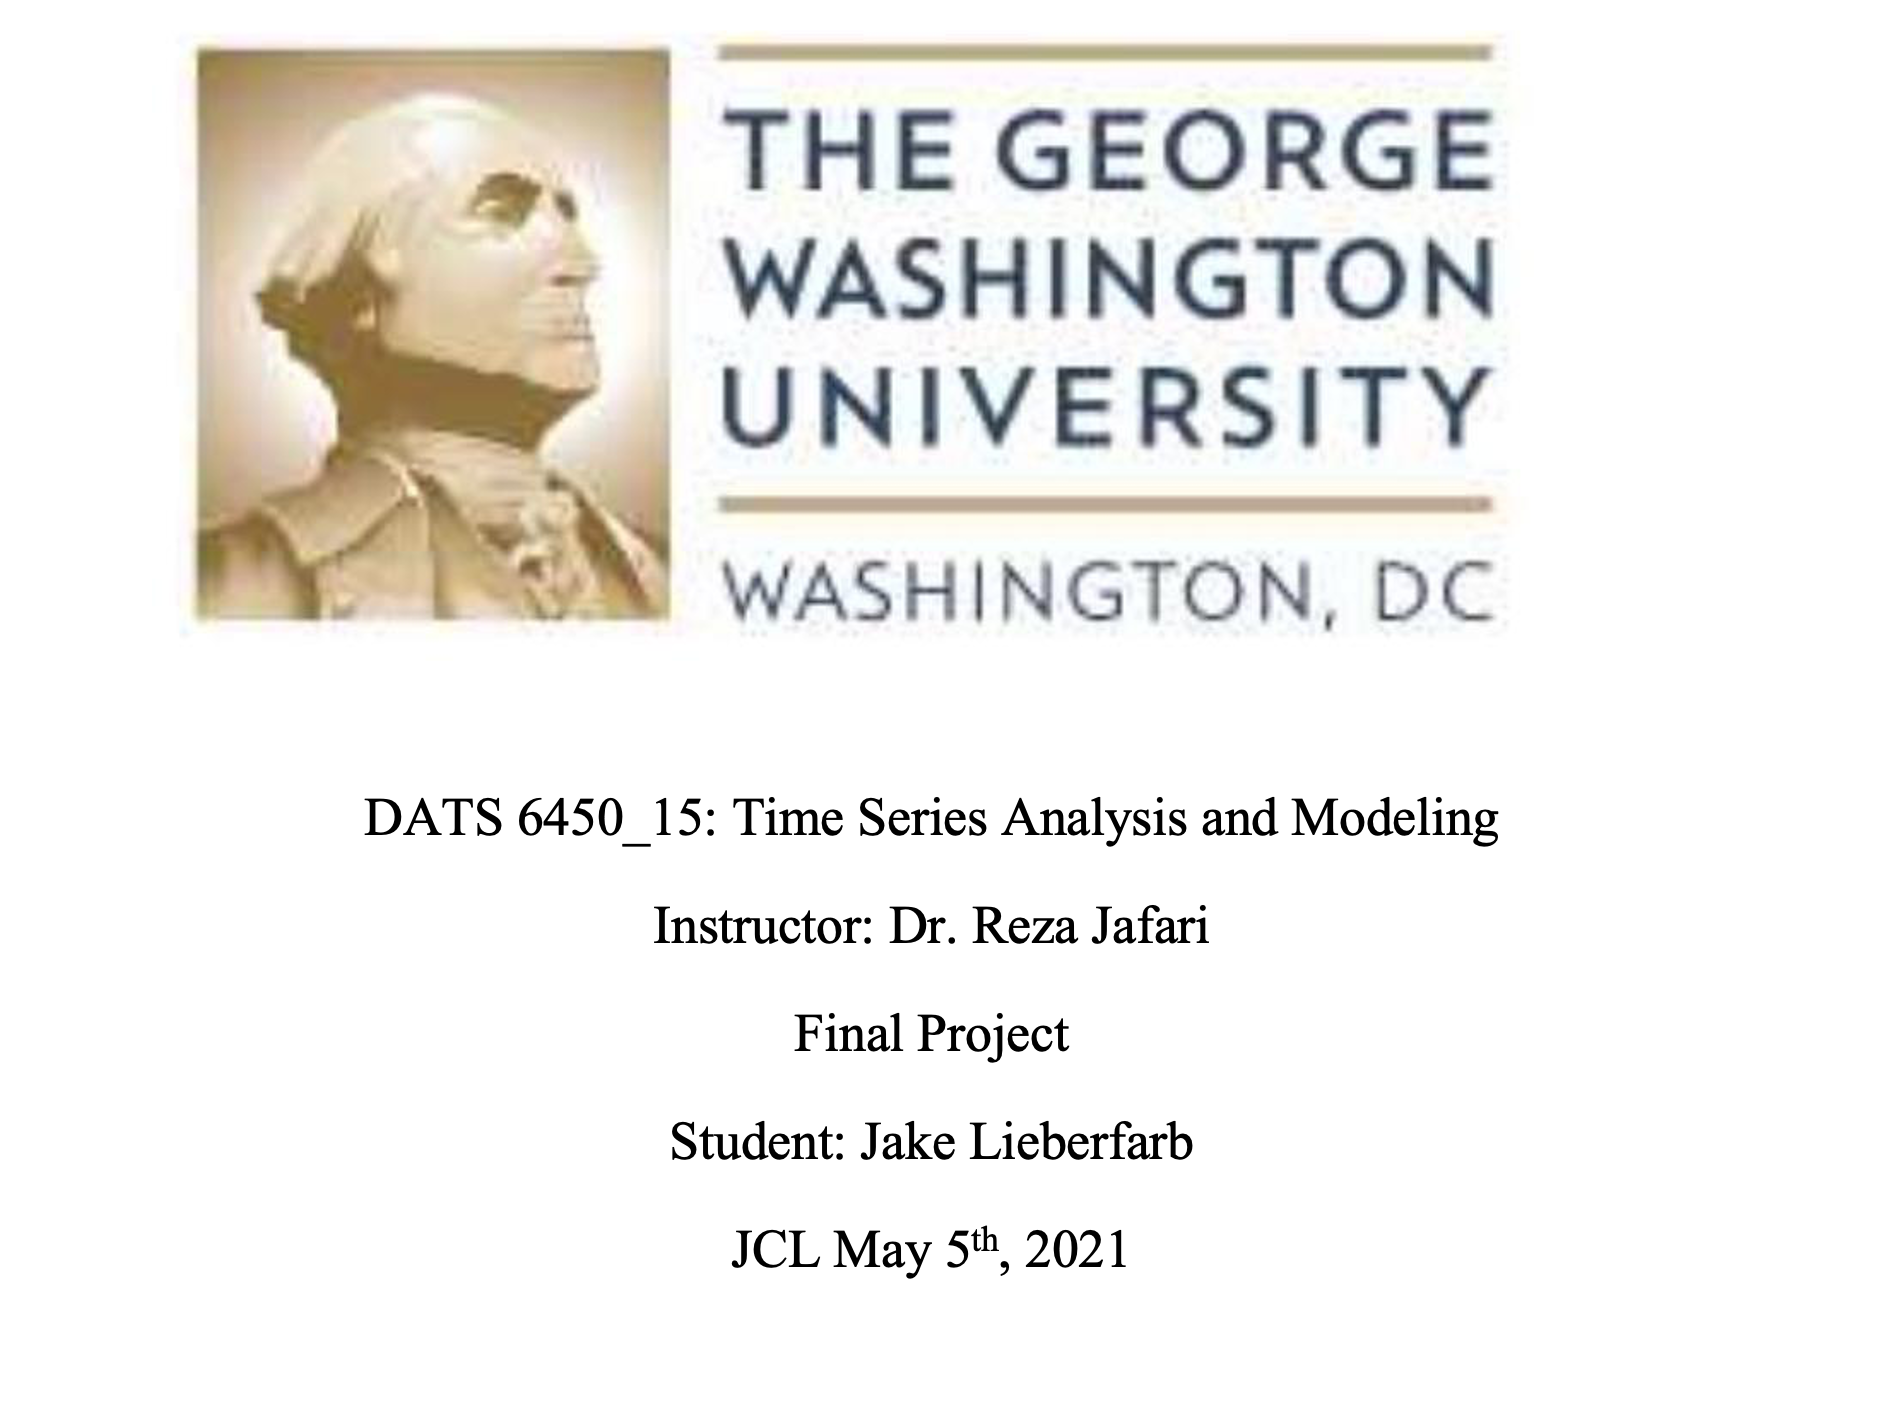 THE GEORGE
WASHINGTON
UNIVERSITY
WASHINGTON, DC
DATS 6450_15: Time Series Analysis and Modeling
Instructor: Dr. Reza Jafari
Final Project
Student: Jake Lieberfarb
JCL May 5th, 2021